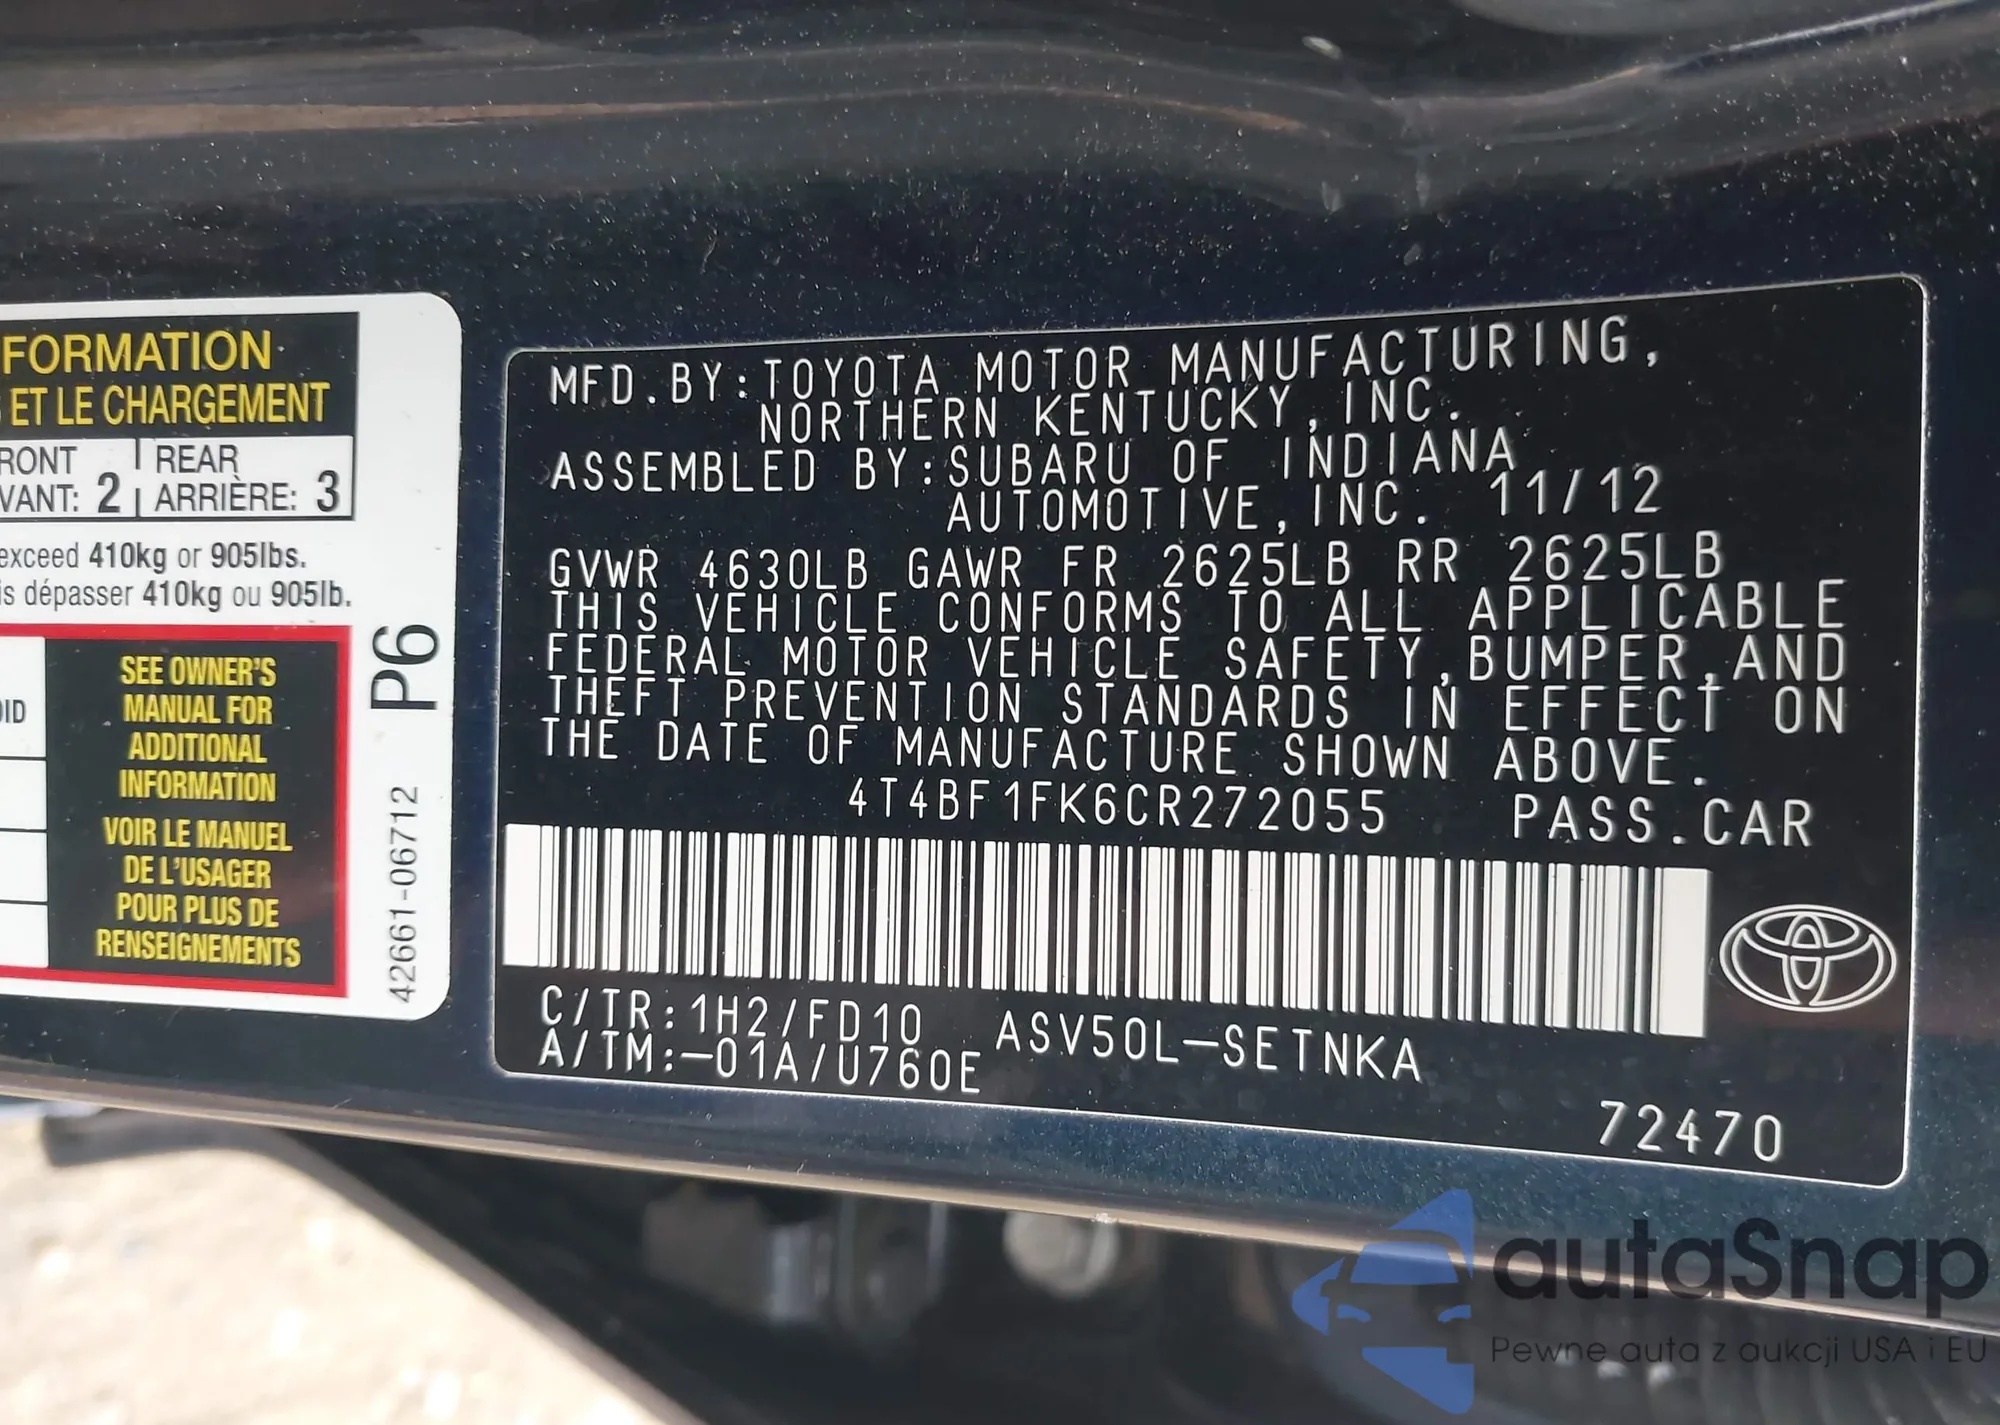 FORMATION
ET LE CHARGEMENT
RONT
VANT: 2
REAR
ARRIÈRE: 3
exceed 410kg or 905lbs.
is dépasser 410kg ou 905lb.
OID
SEE OWNER'S
MANUAL FOR
ADDITIONAL
INFORMATION
VOIR LE MANUEL
DE L'USAGER
POUR PLUS DE
RENSEIGNEMENTS
P6
42661-06712
MFD.BY:TOYOTA MOTOR MANUFACTURING,
NORTHERN KENTUCKY,INC.
ASSEMBLED BY:SUBARU OF INDIANA
AUTOMOTIVE,INC. 11/12
GVWR 4630LB GAWR FR 2625LB RR 2625LB
THIS VEHICLE CONFORMS TO ALL APPLICABLE
FEDERAL MOTOR VEHICLE SAFETY,BUMPER,AND
THEFT PREVENTION STANDARDS IN EFFECT ON
THE DATE OF MANUFACTURE SHOWN ABOVE.
4T4BF1FK6CR272055 PASS.CAR
C/TR:1H2/FD10 ASV50L-SETNKA
A/TM:-01A/U760E
72470
autaSnap
Pewne auta z aukcji USA i EU